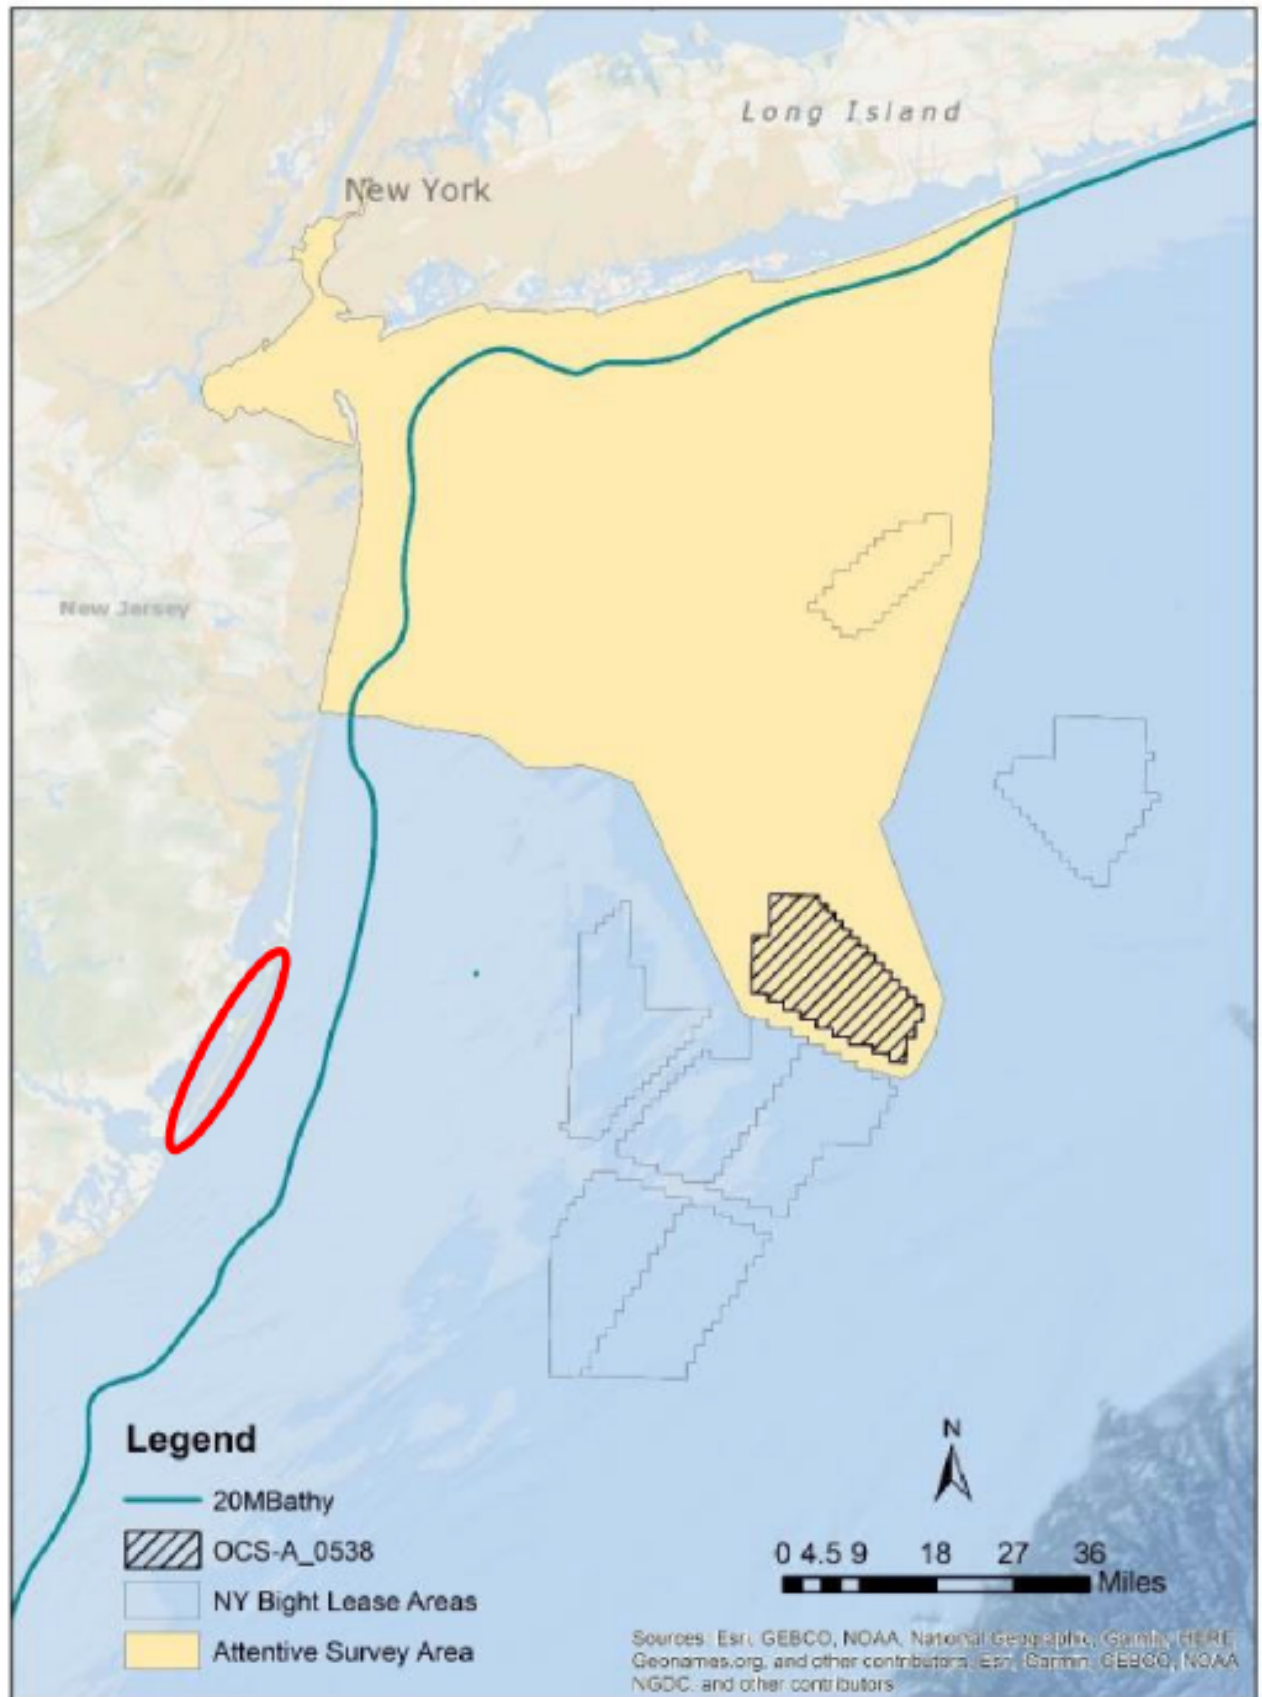 Long Island
New York
New Jersey
N
Legend
20MBathy
OCS-A_0538
NY Bight Lease Areas
Attentive Survey Area
0 4.5 9 18 27 36
Miles
Sources: Esri, GEBCO, NOAA, National Geographic, Garmin, HERE,
Geonames.org, and other contributors, Esri, Garmin, GEBCO, NOAA
NGDC, and other contributors